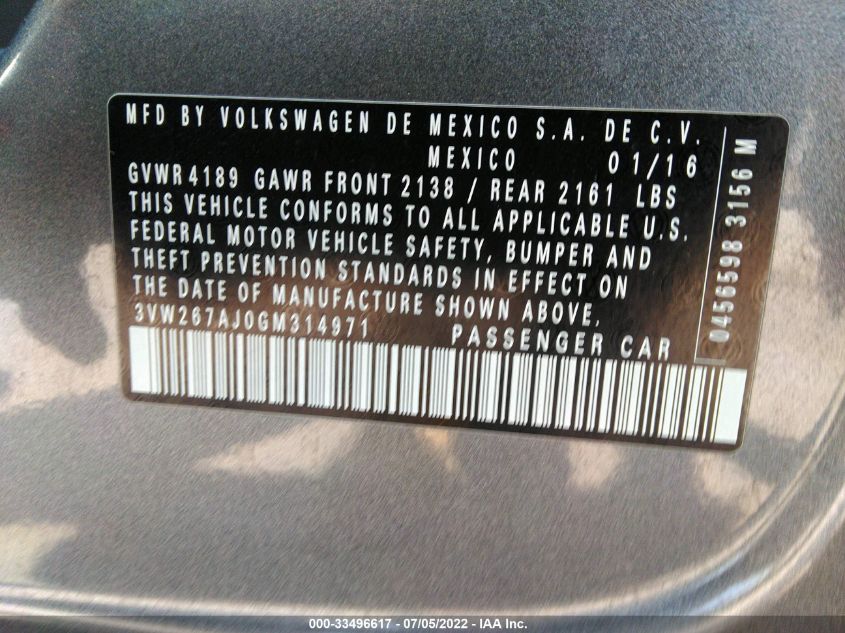 MFD BY VOLKSWAGEN DE MEXICO S.A. DE C.V.
MEXICO 01/16
GVWR 4189 GAWR FRONT 2138 / REAR 2161 LBS
THIS VEHICLE CONFORMS TO ALL APPLICABLE U.S.
FEDERAL MOTOR VEHICLE SAFETY, BUMPER AND
THEFT PREVENTION STANDARDS IN EFFECT ON
THE DATE OF MANUFACTURE SHOWN ABOVE.
3VW267AJ0GM314971 PASSENGER CAR
0456598 3156 M
000-33496617 - 07/05/2022 - IAA Inc.